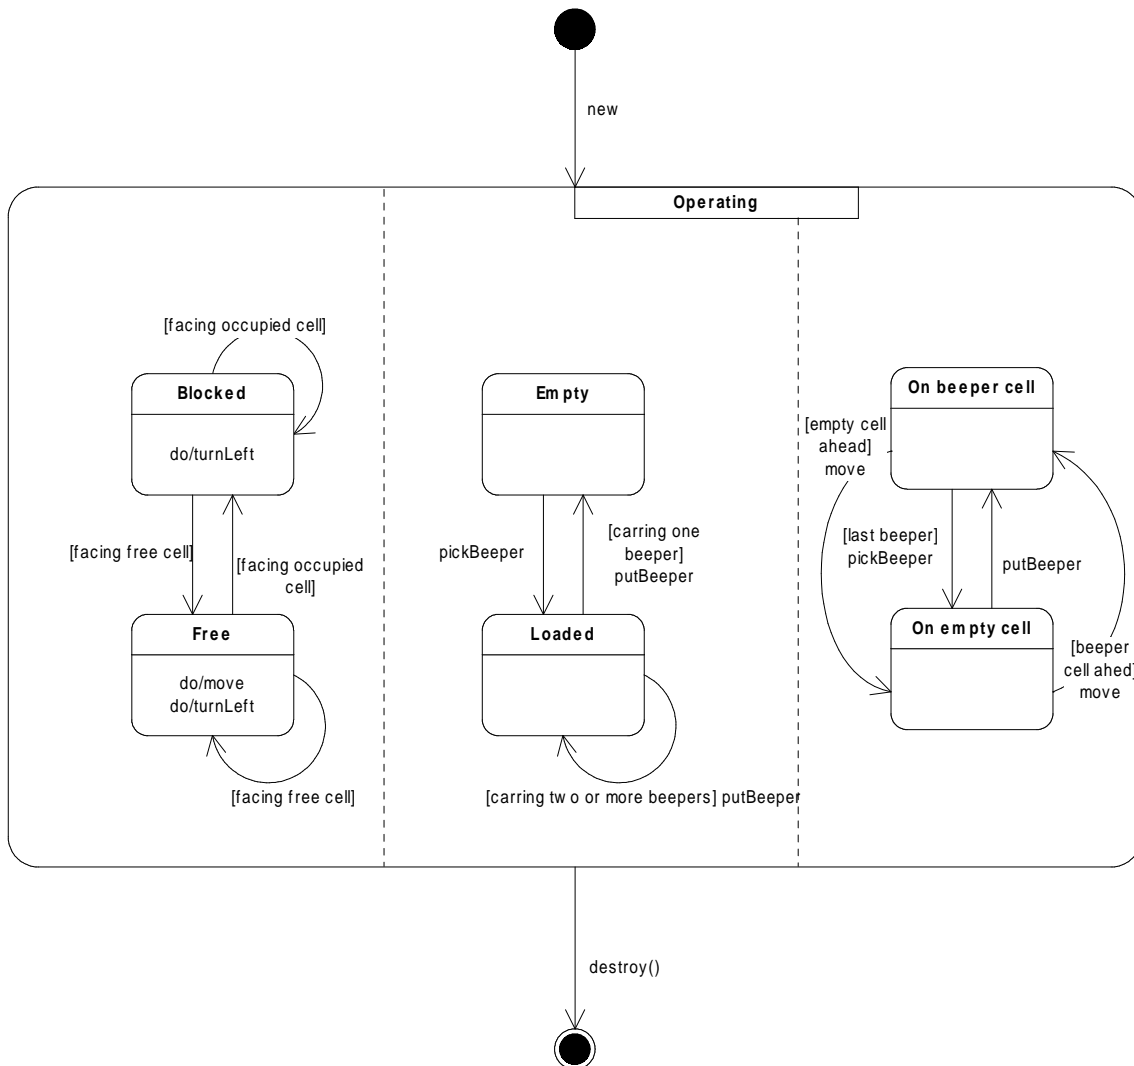 new
Operating
[facing occupied cell]
Blocked
do/turnLeft
[facing free cell]
[facing occupied
cell]
Free
do/move
do/turnLeft
[facing free cell]
Empty
pickBeeper
[carring one
beeper]
putBeeper
Loaded
[carring two or more beepers] putBeeper
On beeper cell
[empty cell
ahead]
move
[last beeper]
pickBeeper
putBeeper
On empty cell
[beeper
cell ahed]
move
destroy()